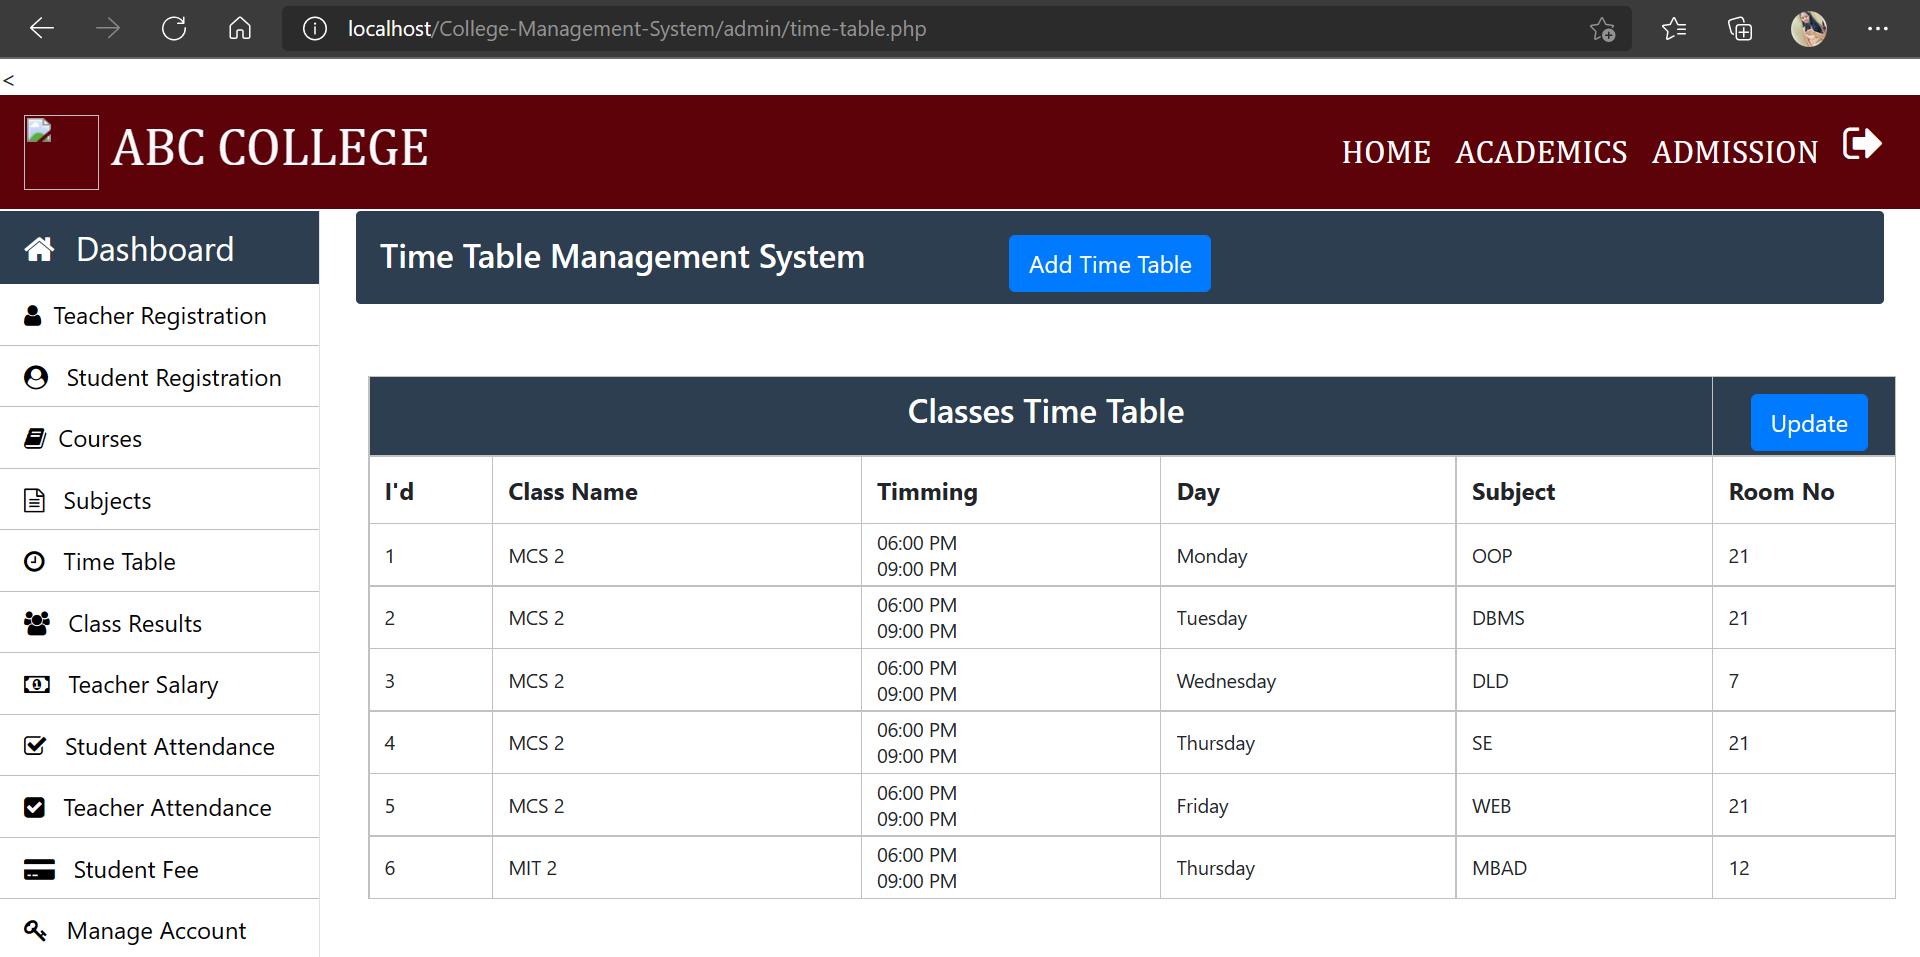 localhost/College-Management-System/admin/time-table.php
<
ABC COLLEGE
HOME ACADEMICS ADMISSION
Dashboard
Teacher Registration
Student Registration
Courses
Subjects
Time Table
Class Results
Teacher Salary
Student Attendance
Teacher Attendance
Student Fee
Manage Account
Time Table Management System Add Time Table
Classes Time Table Update
I'd Class Name Timming Day Subject Room No
1 MCS 2 06:00 PM 09:00 PM Monday OOP 21
2 MCS 2 06:00 PM 09:00 PM Tuesday DBMS 21
3 MCS 2 06:00 PM 09:00 PM Wednesday DLD 7
4 MCS 2 06:00 PM 09:00 PM Thursday SE 21
5 MCS 2 06:00 PM 09:00 PM Friday WEB 21
6 MIT 2 06:00 PM 09:00 PM Thursday MBAD 12